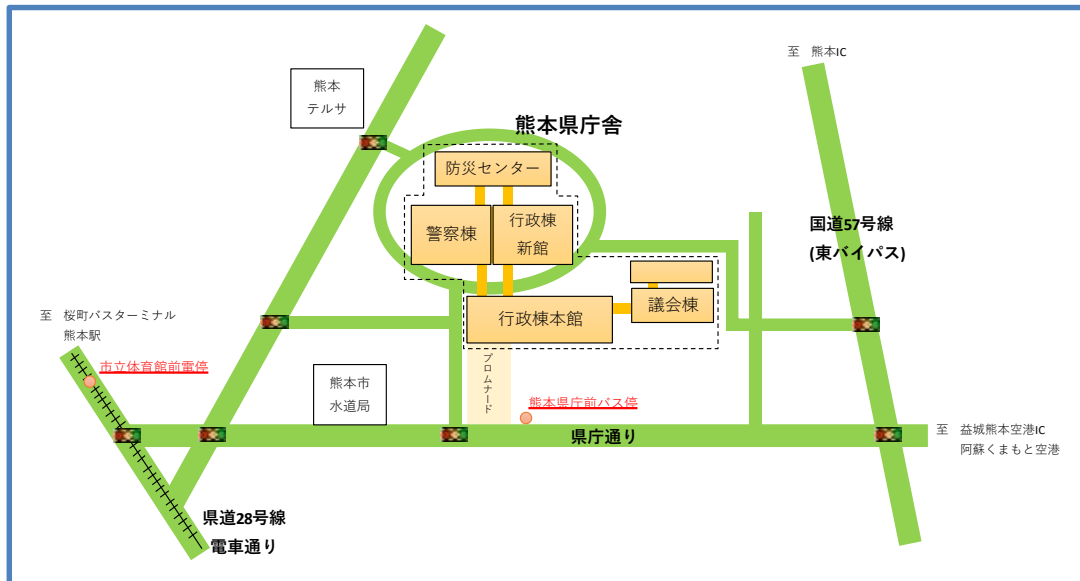 至　熊本IC
熊本
テルサ
熊本県庁舎
防災センター
警察棟
行政棟
新館
国道57号線
(東バイパス)
議会棟
行政棟本館
至　桜町バスターミナル
熊本駅
市立体育館前電停
プロムナード
熊本市
水道局
熊本県庁前バス停
県庁通り
至　益城熊本空港IC
阿蘇くまもと空港
県道28号線
電車通り